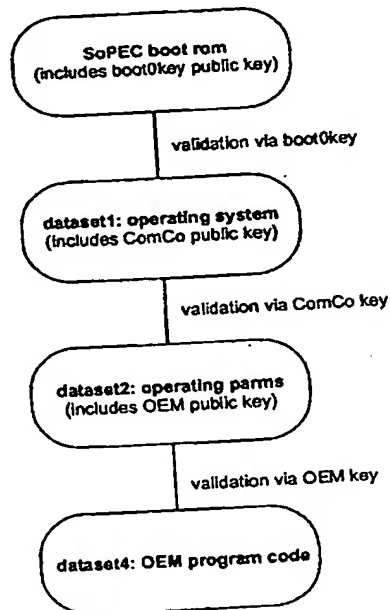 SoPEC boot rom
(includes boot0key public key)
validation via boot0key
dataset1: operating system
(includes ComCo public key)
validation via ComCo key
dataset2: operating parms
(includes OEM public key)
validation via OEM key
dataset4: OEM program code